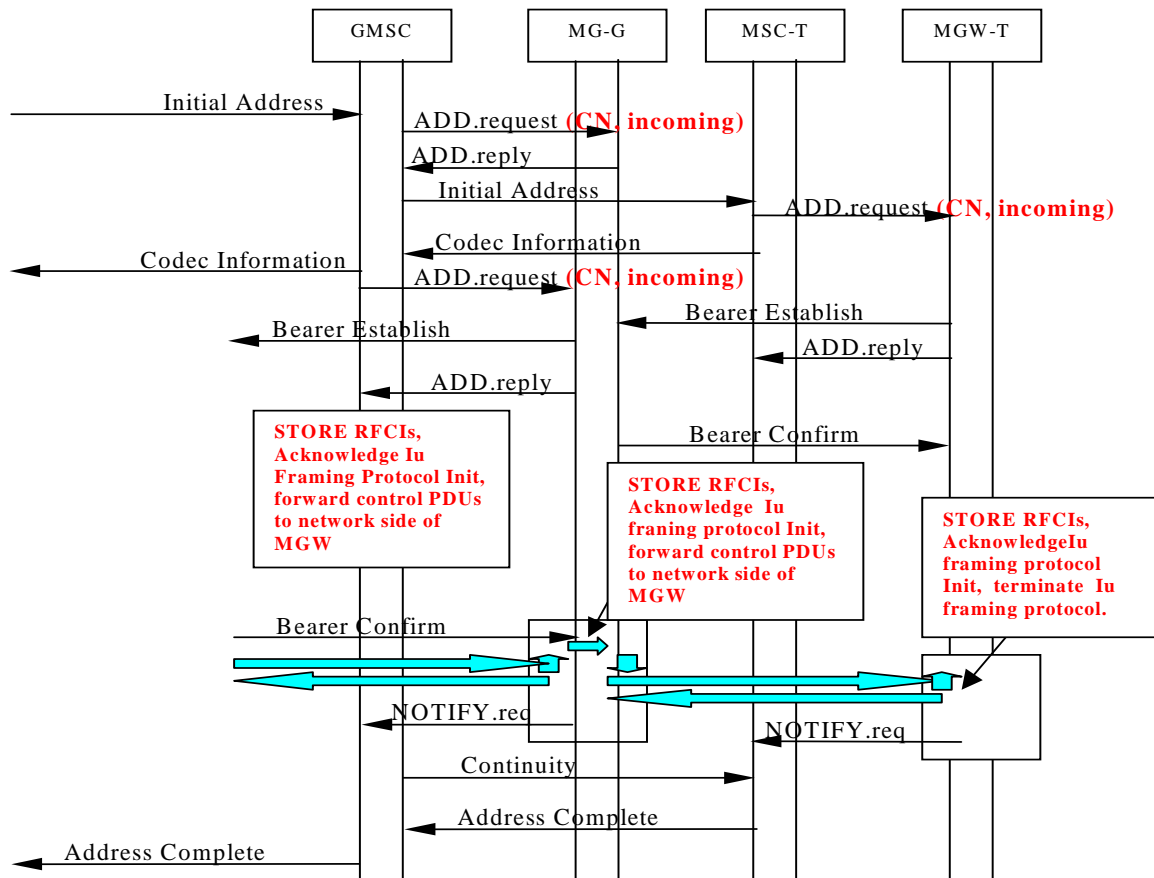 GMSC
MG-G
MSC-T
MGW-T
Initial Address
ADD.request (CN, incoming)
ADD.reply
Initial Address
ADD.request (CN, incoming)
Codec Information
Codec Information
ADD.request (CN, incoming)
Bearer Establish
Bearer Establish
ADD.reply
ADD.reply
STORE RFCIs,
Acknowledge Iu
Framing Protocol Init,
forward control PDUs
to network side of
MGW
Bearer Confirm
STORE RFCIs,
Acknowledge Iu
franing protocol Init,
forward control PDUs
to network side of
MGW
STORE RFCIs,
AcknowledgeIu
framing protocol
Init, terminate Iu
framing protocol.
Bearer Confirm
NOTIFY.req
NOTIFY.req
Continuity
Address Complete
Address Complete